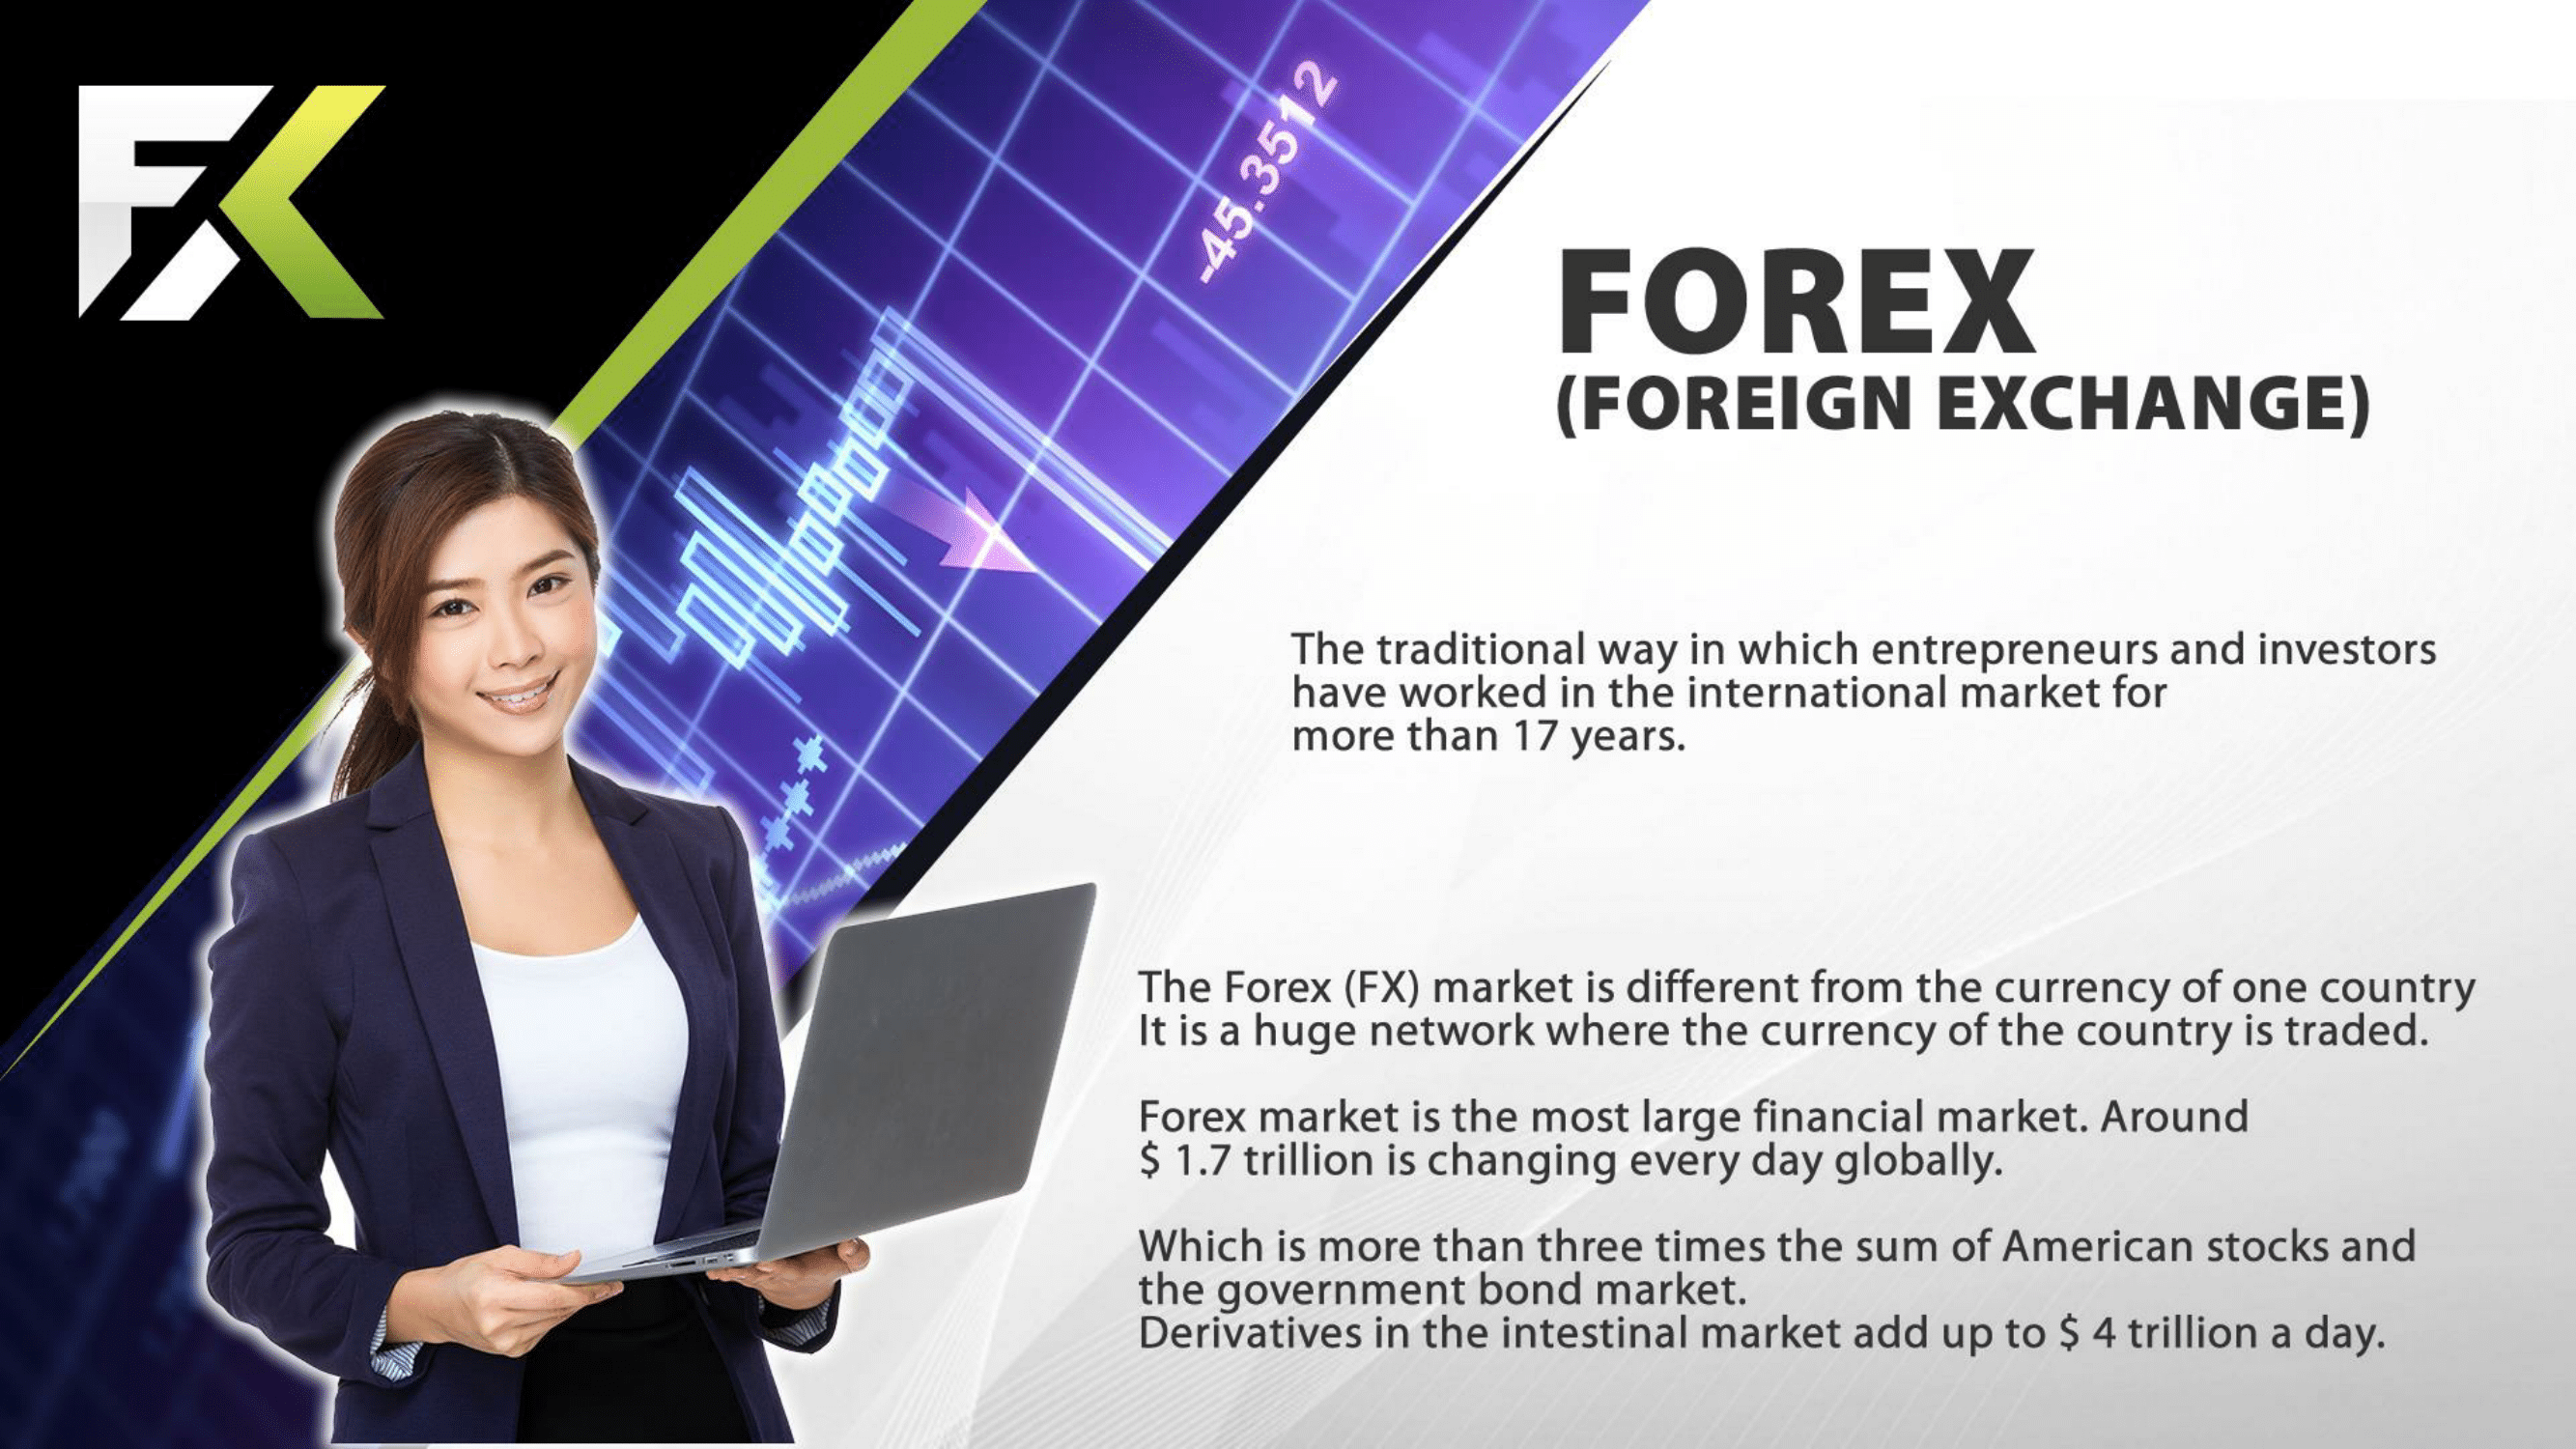 FX
-45.3512
FOREX
(FOREIGN EXCHANGE)
The traditional way in which entrepreneurs and investors
have worked in the international market for
more than 17 years.
The Forex (FX) market is different from the currency of one country
It is a huge network where the currency of the country is traded.
Forex market is the most large financial market. Around
$ 1.7 trillion is changing every day globally.
Which is more than three times the sum of American stocks and
the government bond market.
Derivatives in the intestinal market add up to $ 4 trillion a day.